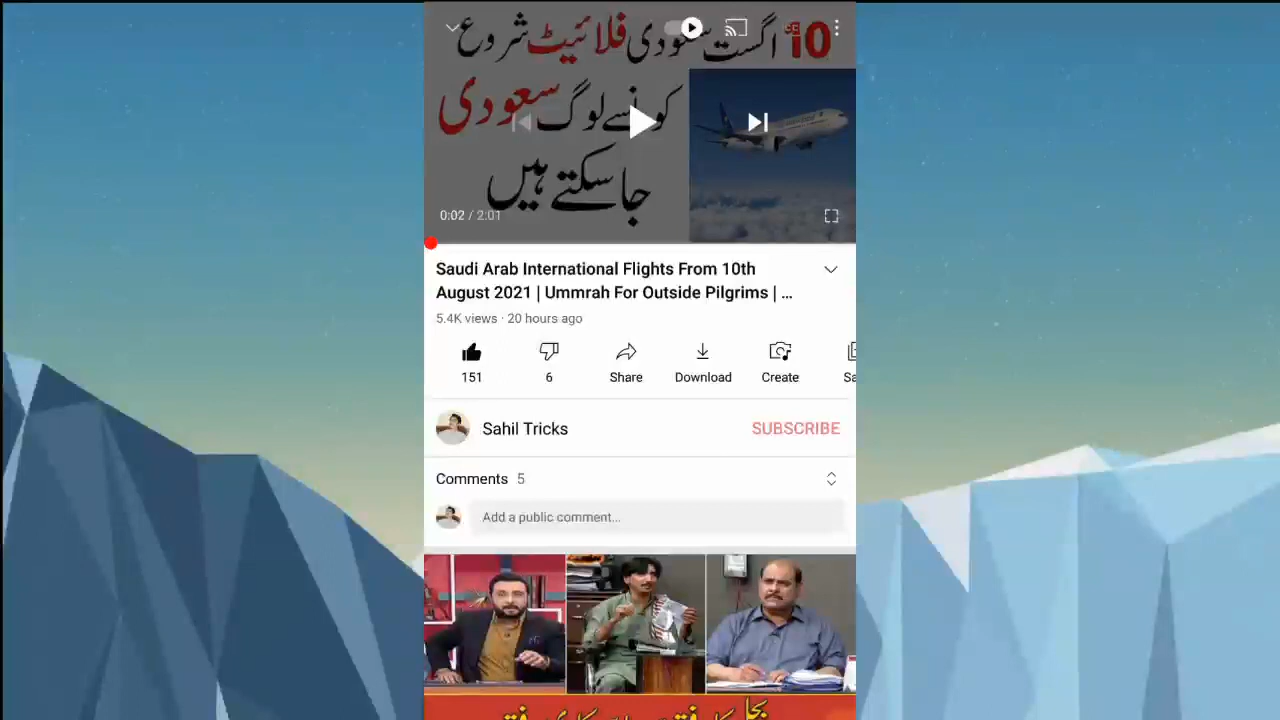 10 اگست سعودی فلائیٹ شروع
کونسے لوگ سعودی
جاسکتے ہیں
0:02 / 2:01
Saudi Arab International Flights From 10th
August 2021 | Ummrah For Outside Pilgrims | ...
5.4K views · 20 hours ago
151
6
Share
Download
Create
Sa
Sahil Tricks
SUBSCRIBE
Comments 5
Add a public comment...